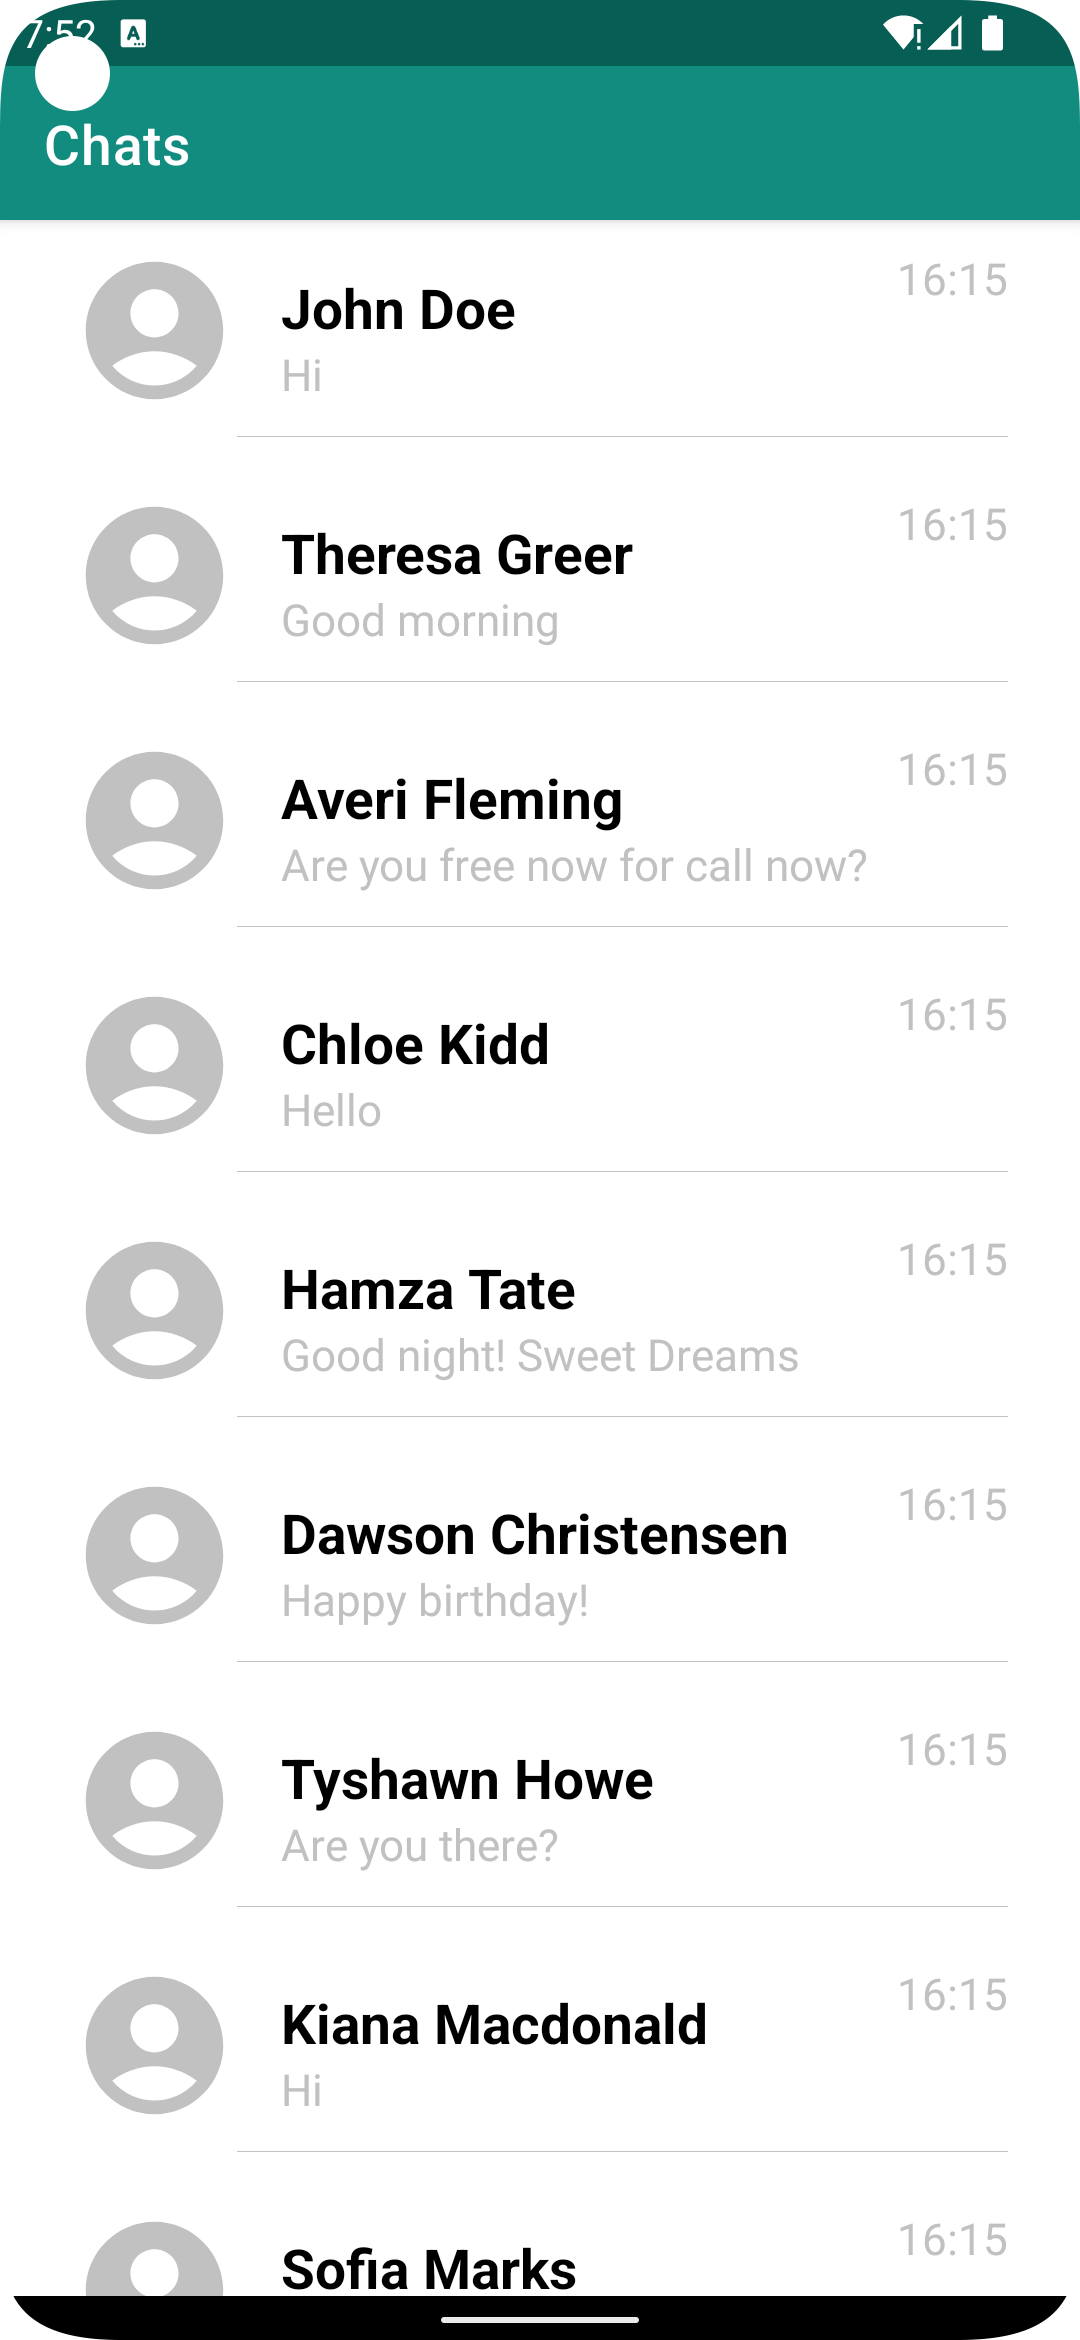 7:52
Chats
John Doe
16:15
Hi
Theresa Greer
16:15
Good morning
Averi Fleming
16:15
Are you free now for call now?
Chloe Kidd
16:15
Hello
Hamza Tate
16:15
Good night! Sweet Dreams
Dawson Christensen
16:15
Happy birthday!
Tyshawn Howe
16:15
Are you there?
Kiana Macdonald
16:15
Hi
Sofia Marks
16:15